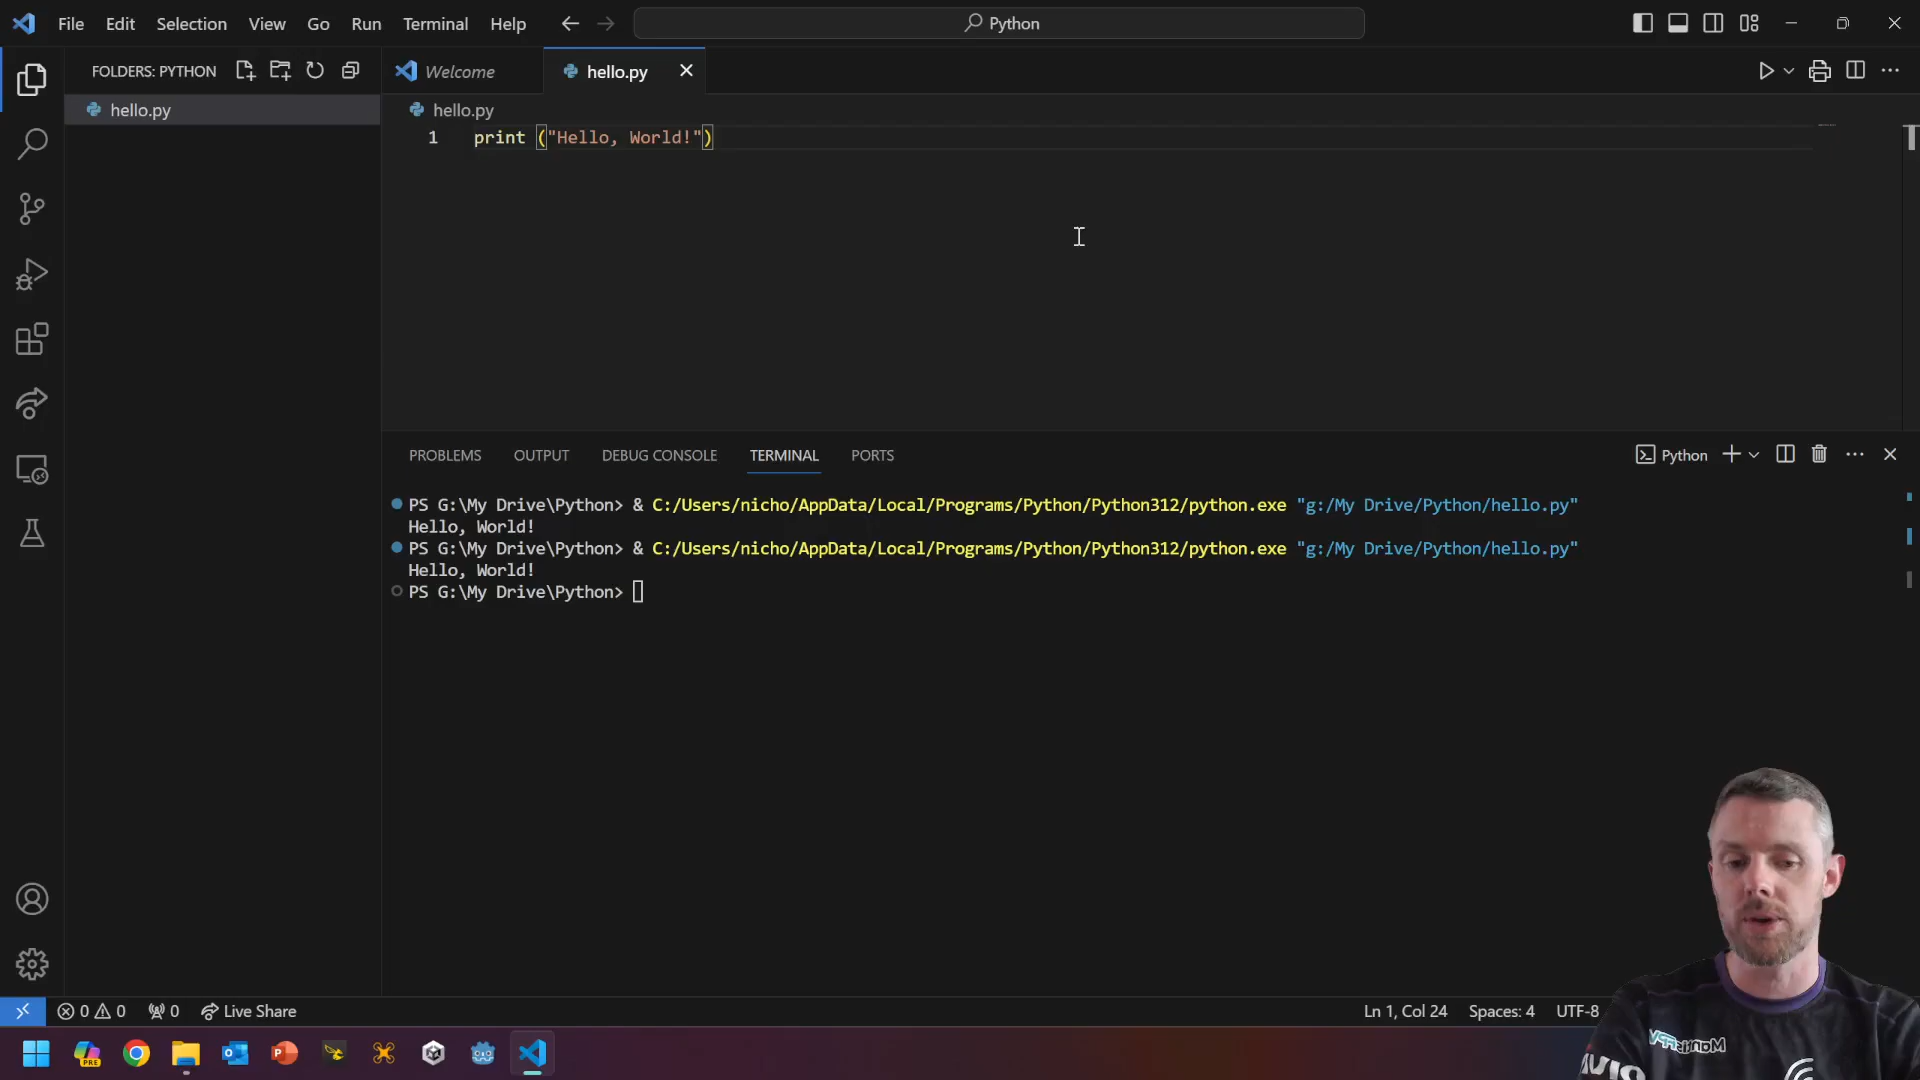 File Edit Selection View Go Run Terminal Help
Python
FOLDERS: PYTHON
Welcome
hello.py
hello.py
hello.py
1 print ("Hello, World!")
PROBLEMS OUTPUT DEBUG CONSOLE TERMINAL PORTS
Python
PS G:\My Drive\Python> & C:/Users/nicho/AppData/Local/Programs/Python/Python312/python.exe "g:/My Drive/Python/hello.py"
Hello, World!
PS G:\My Drive\Python> & C:/Users/nicho/AppData/Local/Programs/Python/Python312/python.exe "g:/My Drive/Python/hello.py"
Hello, World!
PS G:\My Drive\Python>
0 0 0 Live Share
Ln 1, Col 24 Spaces: 4 UTF-8
PRE